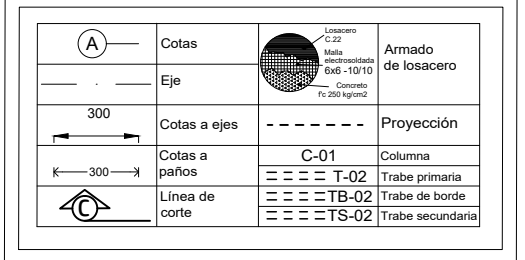 A
Cotas
Eje
300
Cotas a ejes
300
Cotas a
paños
C
Línea de
corte
Losacero
C.22
Malla
electrosoldada
6x6 -10/10
Concreto
f'c 250 kg/cm2
Armado
de losacero
Proyección
C-01 Columna
T-02 Trabe primaria
TB-02 Trabe de borde
TS-02 Trabe secundaria